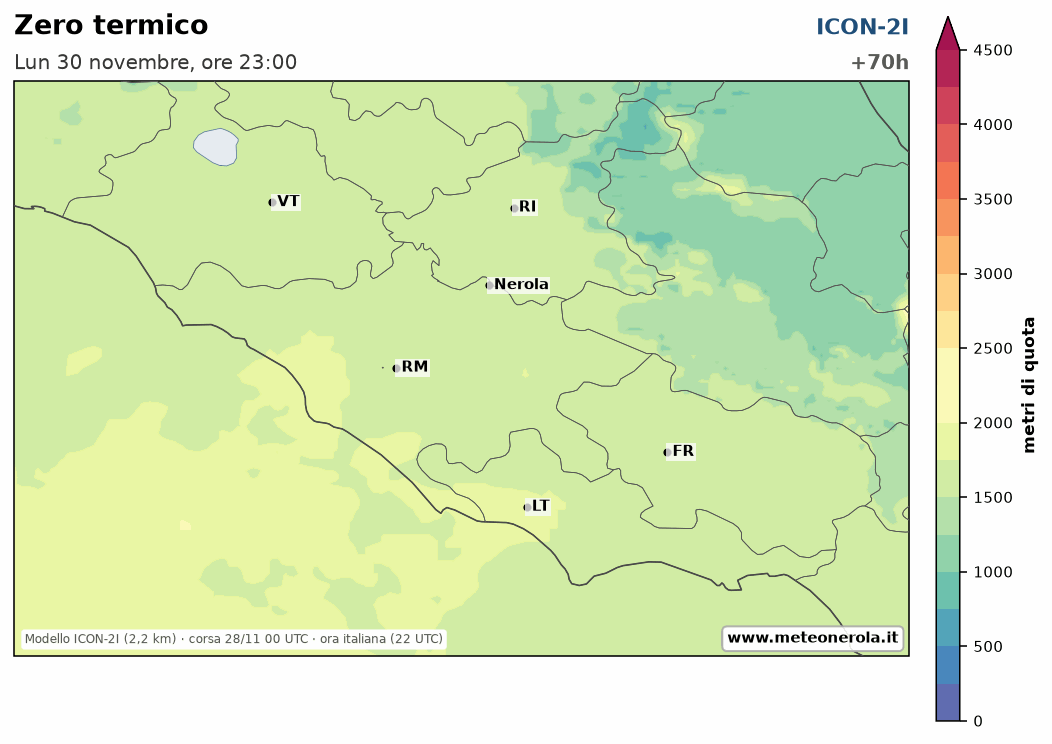 Zero termico
ICON-2I
Lun 30 novembre, ore 23:00
+70h
VT
RI
Nerola
RM
FR
LT
Modello ICON-2I (2,2 km) · corsa 28/11 00 UTC · ora italiana (22 UTC)
www.meteonerola.it
4500
4000
3500
3000
2500
2000
1500
1000
500
0
metri di quota